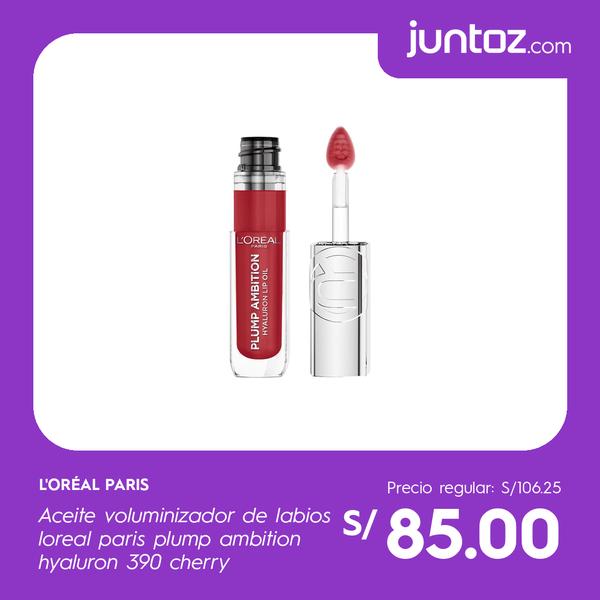 juntoz.com
L'ORÉAL
PARIS
PLUMP AMBITION
HYALURON LIP OIL
L'ORÉAL PARIS
Aceite voluminizador de labios
loreal paris plump ambition
hyaluron 390 cherry
Precio regular: S/106.25
S/ 85.00